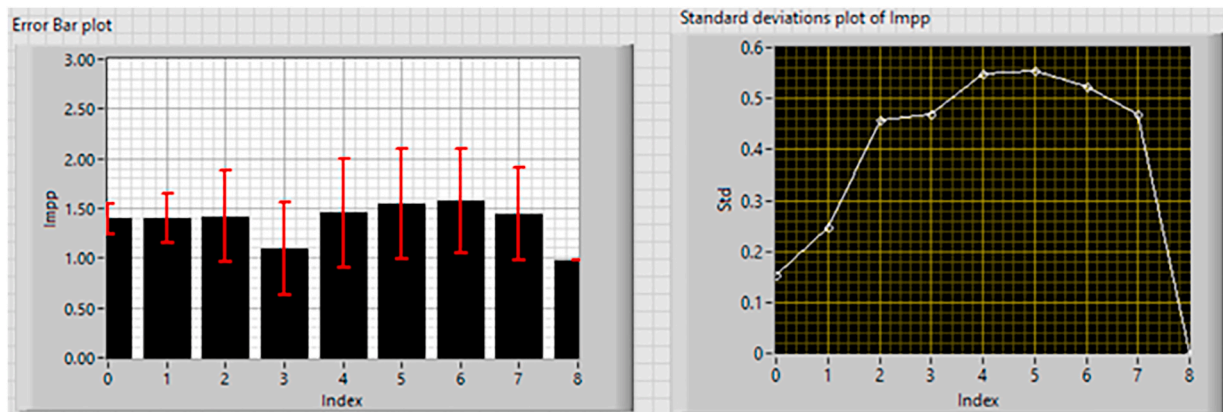 Error Bar plot
3.00
2.50
2.00
1.50
1.00
0.50
0.00
Impp
0 1 2 3 4 5 6 7 8
Index
Standard deviations plot of Impp
0.6
0.5
0.4
0.3
0.2
0.1
0
Std
0 1 2 3 4 5 6 7 8
Index